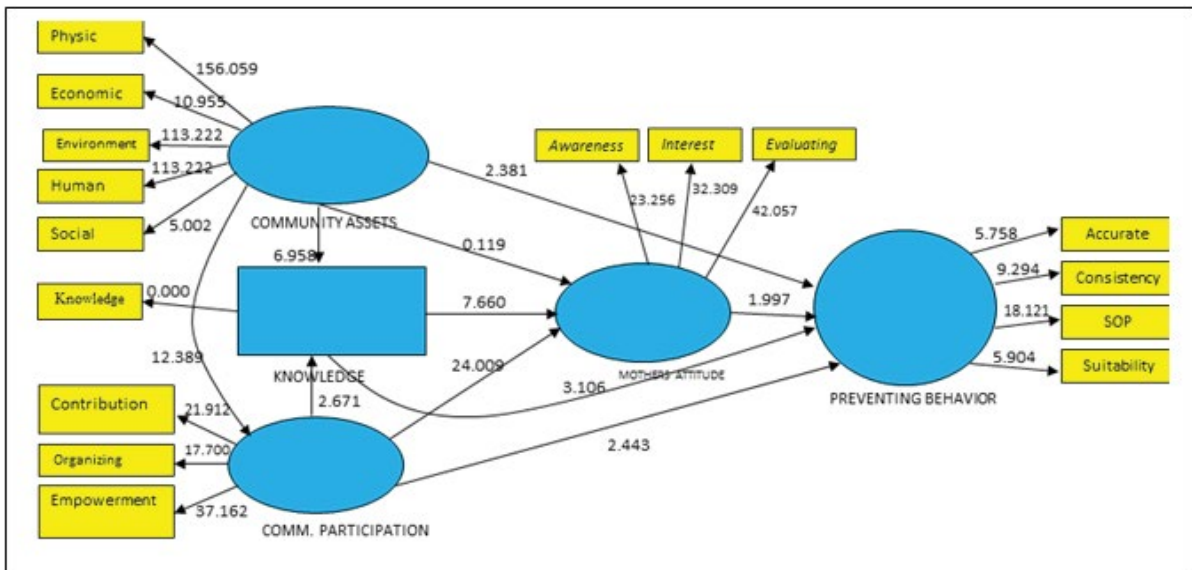 Physic
156.059
Economic
10.955
Environment
113.222
Human
113.222
Social
5.002
COMMUNITY ASSETS
Awareness
Interest
Evaluating
23.256
32.309
42.057
2.381
0.119
6.958
Knowledge
0.000
7.660
1.997
KNOWLEDGE
MOTHERS ATTITUDE
12.389
24.009
3.106
2.671
2.443
Accurate
5.758
Consistency
9.294
SOP
18.121
Suitability
5.904
PREVENTING BEHAVIOR
Contribution
21.912
Organizing
17.700
Empowerment
37.162
COMM. PARTICIPATION